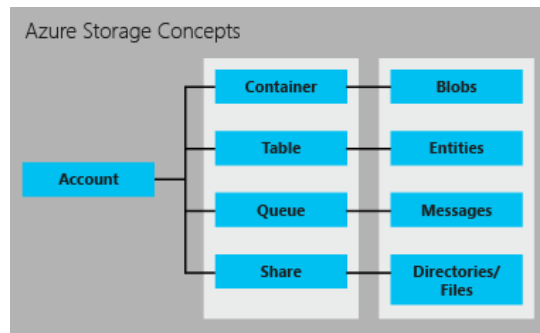 Azure Storage Concepts
Container
Blobs
Table
Entities
Account
Queue
Messages
Share
Directories/
Files